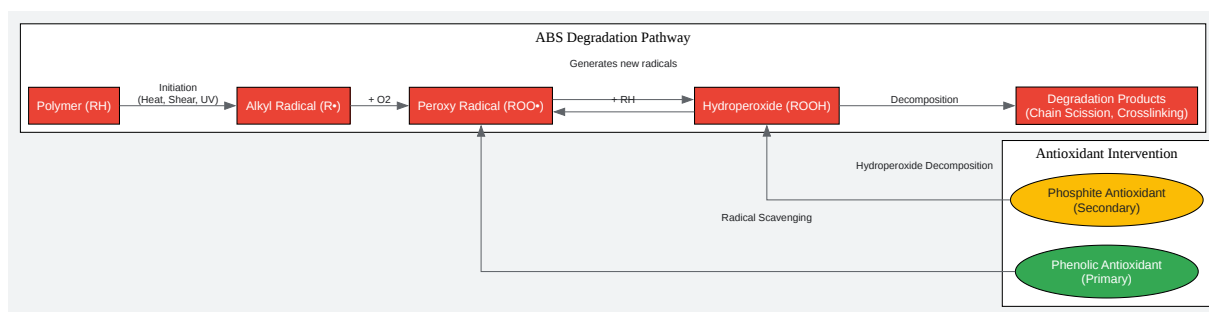 ABS Degradation Pathway
Generates new radicals
Polymer (RH)
Initiation
(Heat, Shear, UV)
Alkyl Radical (R•)
+ O2
Peroxy Radical (ROO•)
+ RH
Hydroperoxide (ROOH)
Decomposition
Degradation Products
(Chain Scission, Crosslinking)
Antioxidant Intervention
Hydroperoxide Decomposition
Phosphite Antioxidant
(Secondary)
Radical Scavenging
Phenolic Antioxidant
(Primary)